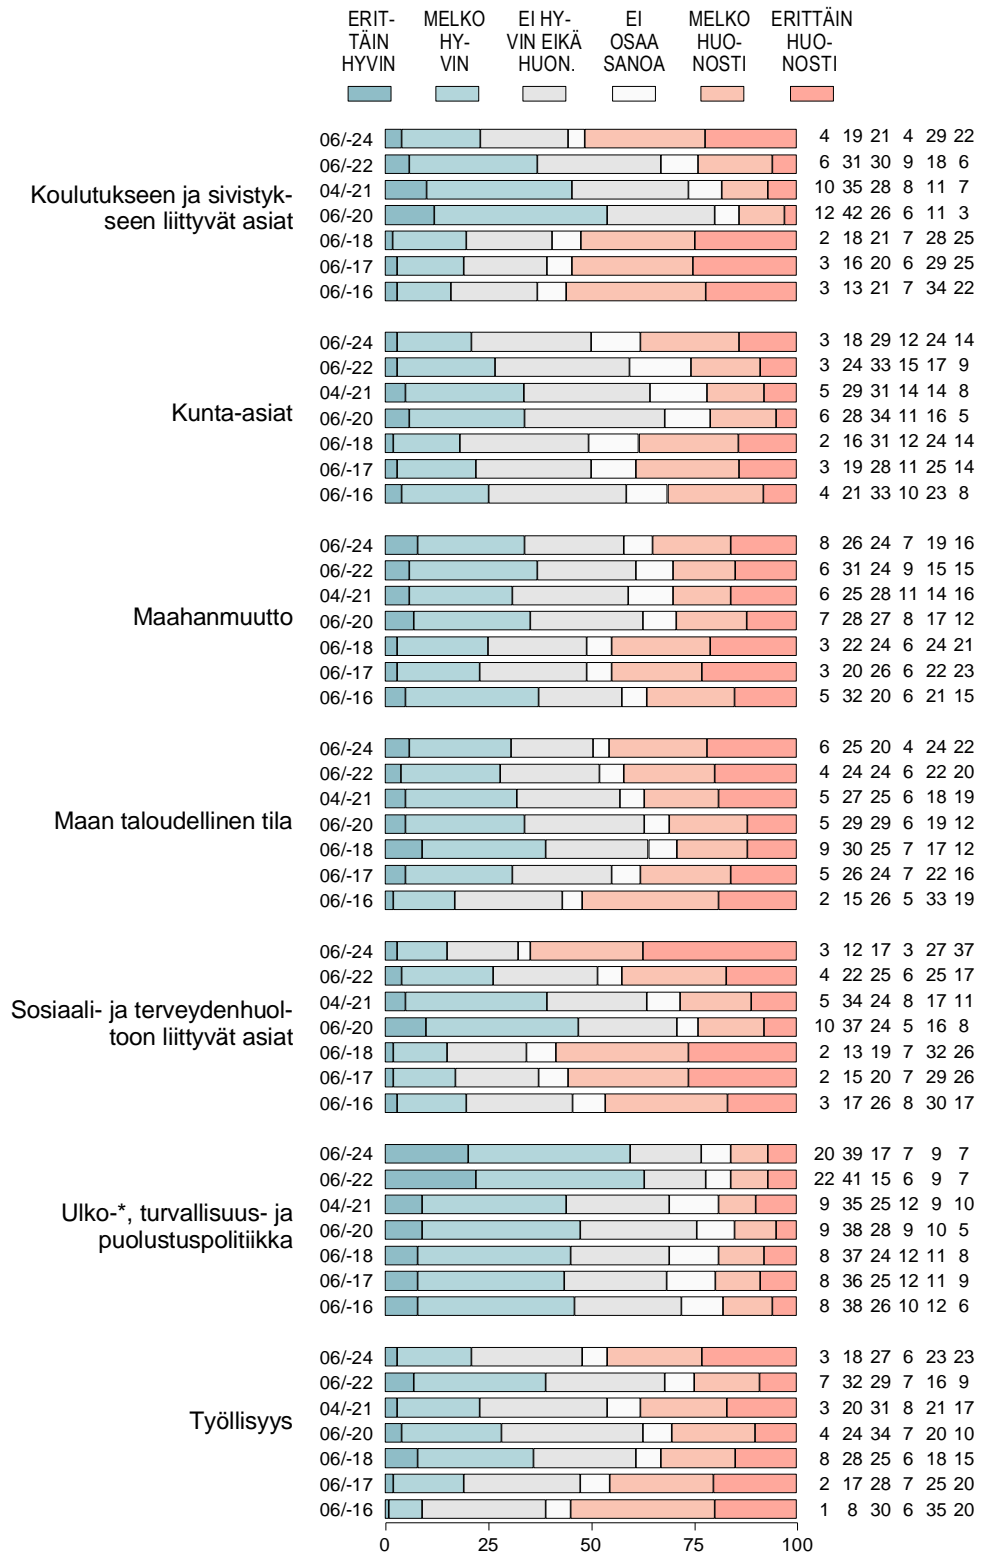 ERIT- MELKO EI HY- EI MELKO ERITTÄIN
TÄIN HY- VIN EIKÄ OSAA HUO- HUO-
HYVIN VIN HUON. SANOA NOSTI NOSTI
06/-24 4 19 21 4 29 22
06/-22 6 31 30 9 18 6
Koulutukseen ja sivistyk-
04/-21 10 35 28 8 11 7
seen liittyvät asiat
06/-20 12 42 26 6 11 3
06/-18 2 18 21 7 28 25
06/-17 3 16 20 6 29 25
06/-16 3 13 21 7 34 22
06/-24 3 18 29 12 24 14
06/-22 3 24 33 15 17 9
04/-21 5 29 31 14 14 8
Kunta-asiat
06/-20 6 28 34 11 16 5
06/-18 2 16 31 12 24 14
06/-17 3 19 28 11 25 14
06/-16 4 21 33 10 23 8
06/-24 8 26 24 7 19 16
06/-22 6 31 24 9 15 15
04/-21 6 25 28 11 14 16
Maahanmuutto
06/-20 7 28 27 8 17 12
06/-18 3 22 24 6 24 21
06/-17 3 20 26 6 22 23
06/-16 5 32 20 6 21 15
06/-24 6 25 20 4 24 22
06/-22 4 24 24 6 22 20
04/-21 5 27 25 6 18 19
Maan taloudellinen tila
06/-20 5 29 29 6 19 12
06/-18 9 30 25 7 17 12
06/-17 5 26 24 7 22 16
06/-16 2 15 26 5 33 19
06/-24 3 12 17 3 27 37
06/-22 4 22 25 6 25 17
Sosiaali- ja terveydenhuol-
04/-21 5 34 24 8 17 11
toon liittyvät asiat
06/-20 10 37 24 5 16 8
06/-18 2 13 19 7 32 26
06/-17 2 15 20 7 29 26
06/-16 3 17 26 8 30 17
06/-24 20 39 17 7 9 7
06/-22 22 41 15 6 9 7
Ulko-*, turvallisuus- ja
04/-21 9 35 25 12 9 10
puolustuspolitiikka
06/-20 9 38 28 9 10 5
06/-18 8 37 24 12 11 8
06/-17 8 36 25 12 11 9
06/-16 8 38 26 10 12 6
06/-24 3 18 27 6 23 23
06/-22 7 32 29 7 16 9
04/-21 3 20 31 8 21 17
Työllisyys
06/-20 4 24 34 7 20 10
06/-18 8 28 25 6 18 15
06/-17 2 17 28 7 25 20
06/-16 1 8 30 6 35 20
0 25 50 75 100